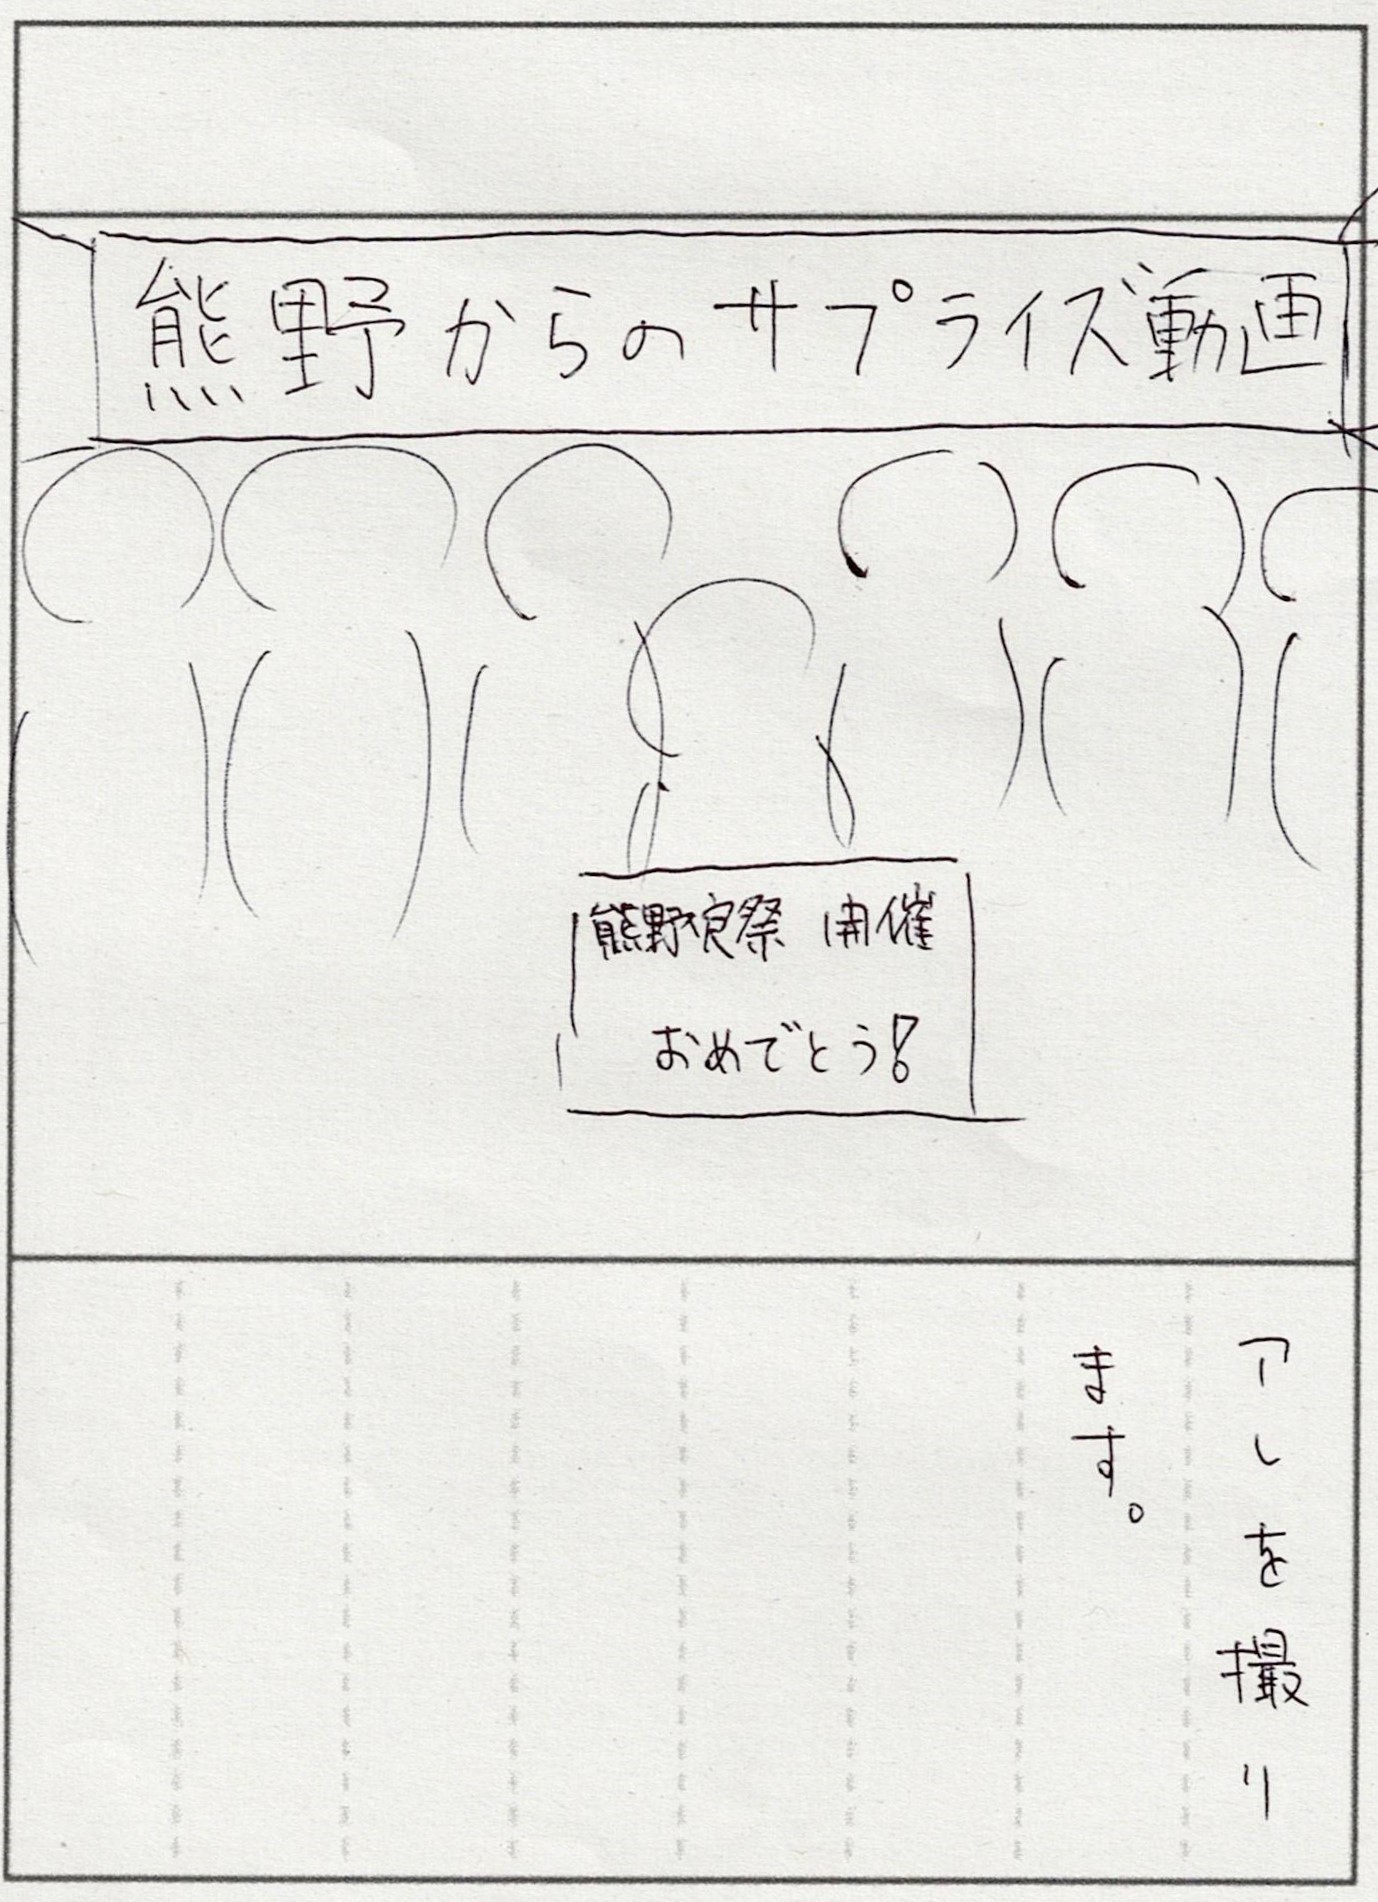 熊野からのサプライズ動画
熊野祭 開催
おめでとう!
アレを撮り
ます。